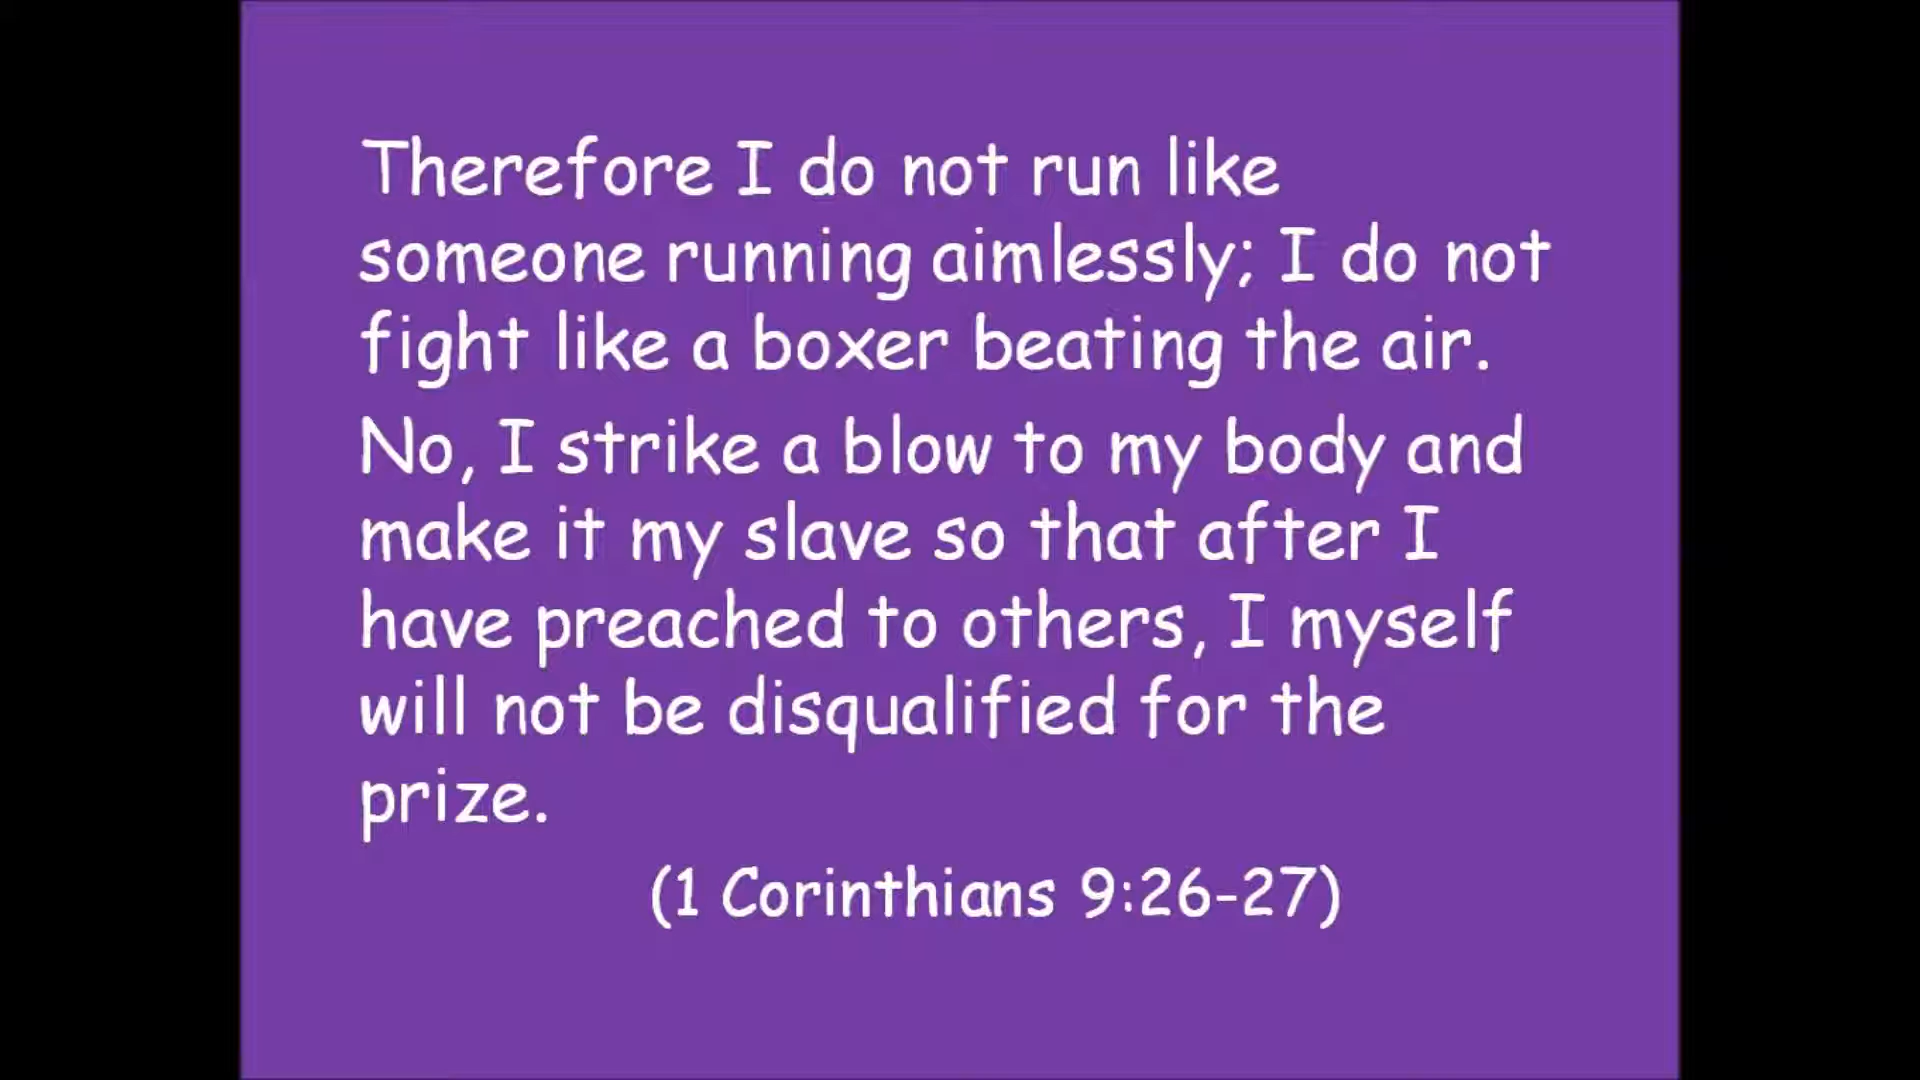 Therefore I do not run like
someone running aimlessly; I do not
fight like a boxer beating the air.
No, I strike a blow to my body and
make it my slave so that after I
have preached to others, I myself
will not be disqualified for the
prize.
(1 Corinthians 9:26-27)